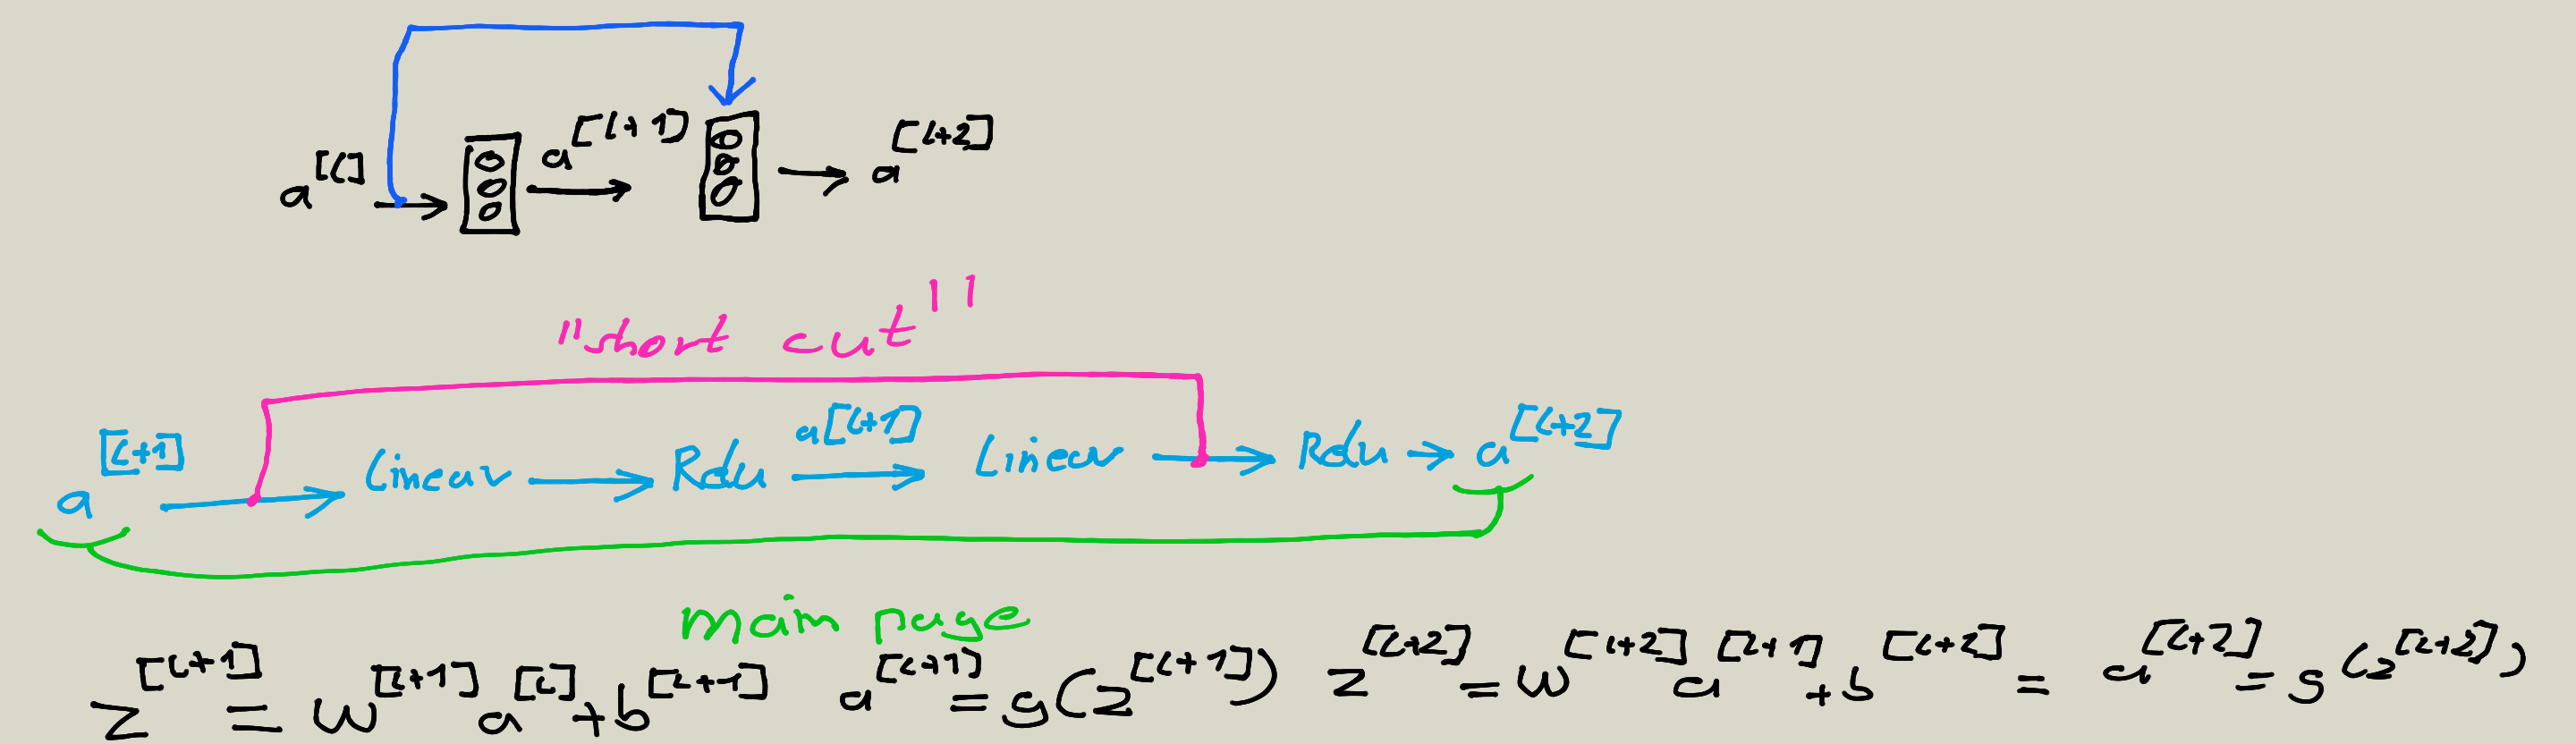 a^[l] a^[l+1] a^[l+2]
"short cut"
a^[l+1] Linear Relu a^[l+1] Linear Relu a^[l+2]
main page
z^[l+1] = w^[l+1] a^[l] + b^[l+1] a^[l+1] = g(z^[l+1]) z^[l+2] = w^[l+2] a^[l+1] + b^[l+2] = a^[l+2] = g(z^[l+2])